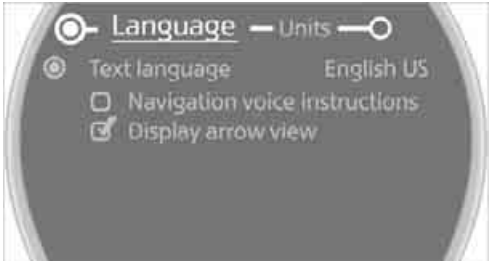 Language Units
Text language English US
Navigation voice instructions
Display arrow view